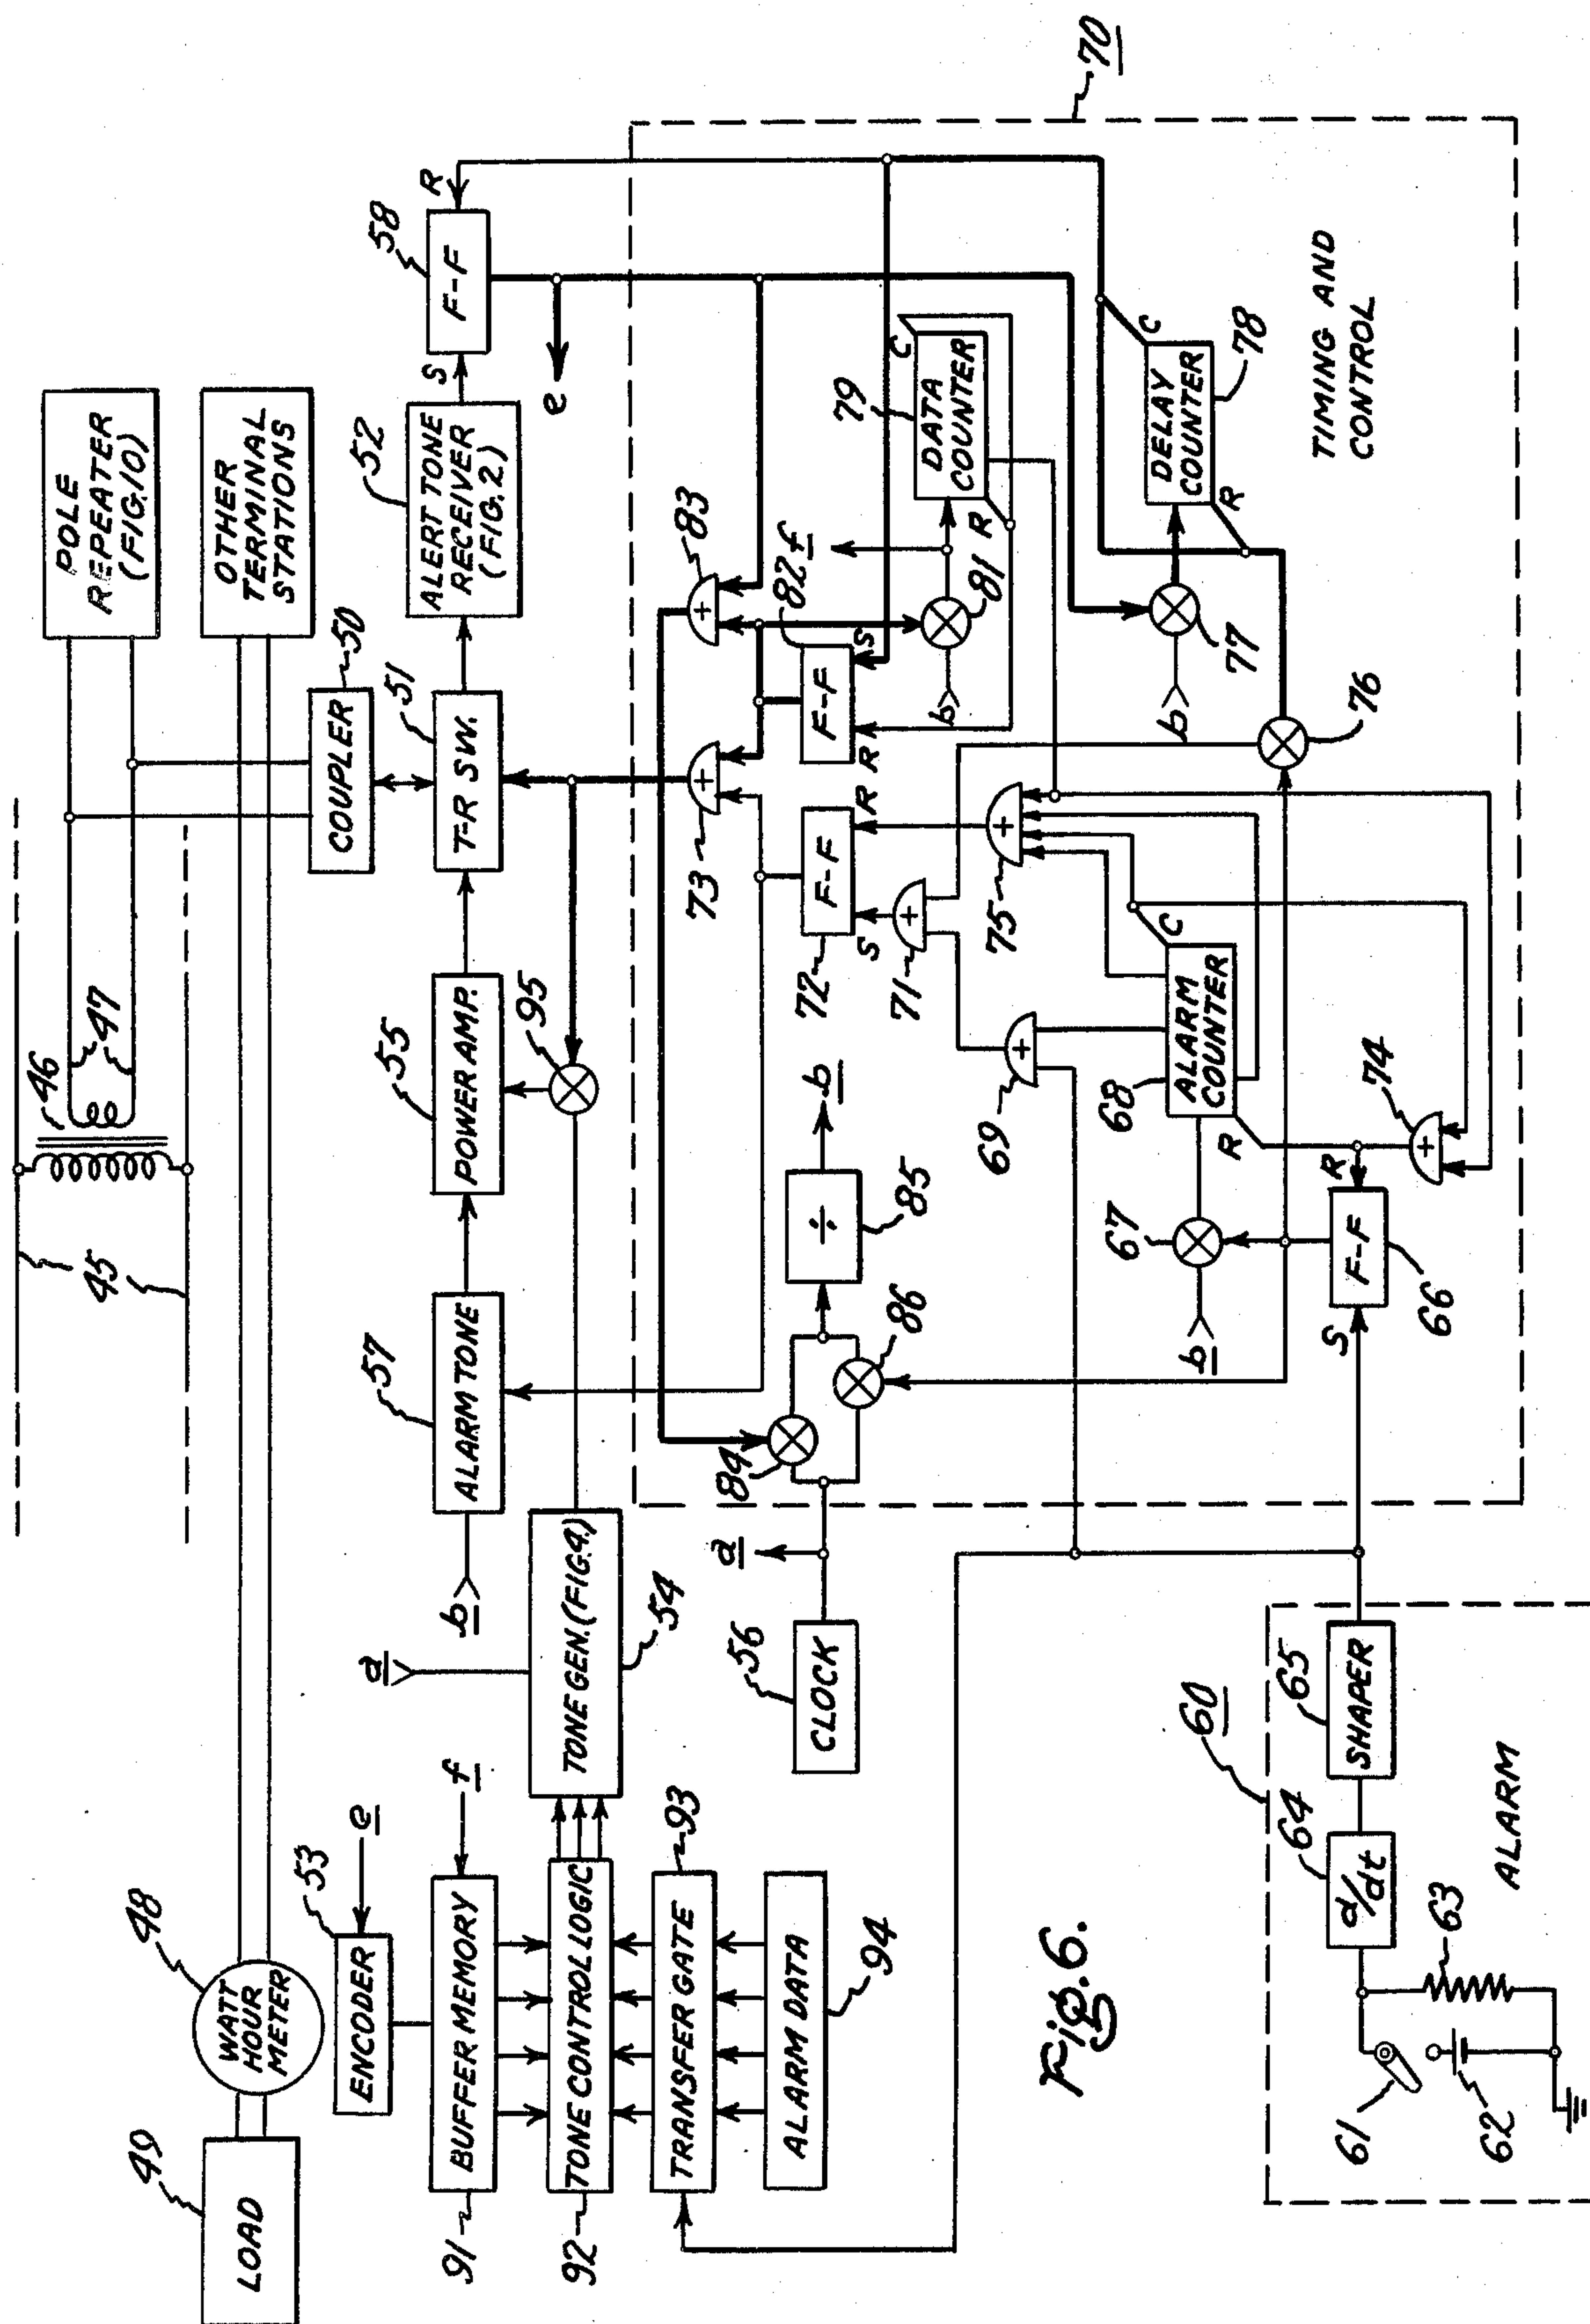 POLE
REPEATER
(FIG.10)
OTHER
TERMINAL
STATIONS
46
47
45
48
WATT
HOUR
METER
49
LOAD
COUPLER
50
53
ENCODER
e
57
55
51
52
58
b
ALARM TONE
POWER AMP.
T-R SW.
ALERT TONE
RECEIVER
(FIG.2)
S
F-F
R
e
91
BUFFER MEMORY
f
a
95
92
TONE CONTROL LOGIC
TONE GEN.(FIG.4)
54
93
TRANSFER GATE
94
ALARM DATA
56
CLOCK
a
84
86
÷
85
b
73
+
83
+
72
F-F
S
R
82
F-F
R
S
f
b
81
79
DATA
COUNTER
C
R
71
+
69
+
75
+
b
77
DELAY
COUNTER
78
C
R
76
b
67
68
ALARM
COUNTER
C
R
74
+
S
F-F
R
66
TIMING AND
CONTROL
70
60
61
62
63
64
d/dt
65
SHAPER
ALARM
Fig.6.